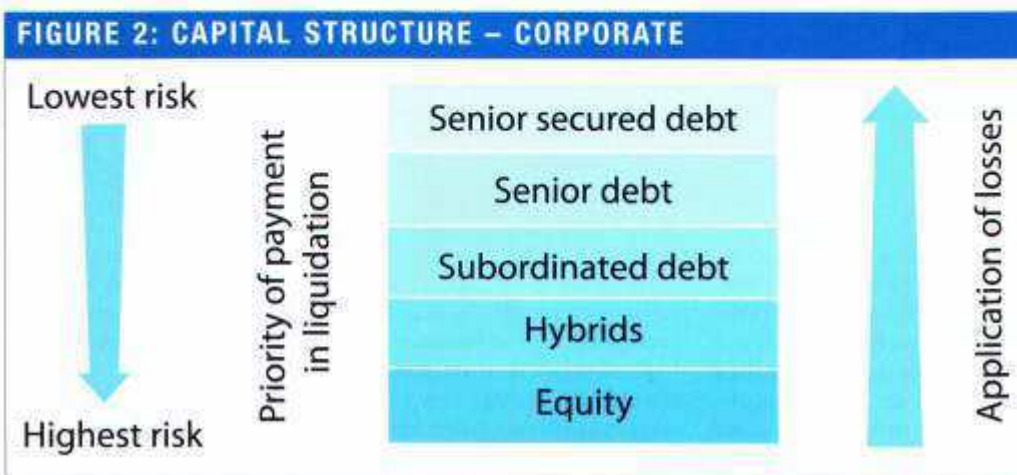 FIGURE 2: CAPITAL STRUCTURE – CORPORATE
Lowest risk
Highest risk
Priority of payment
in liquidation
Senior secured debt
Senior debt
Subordinated debt
Hybrids
Equity
Application of losses